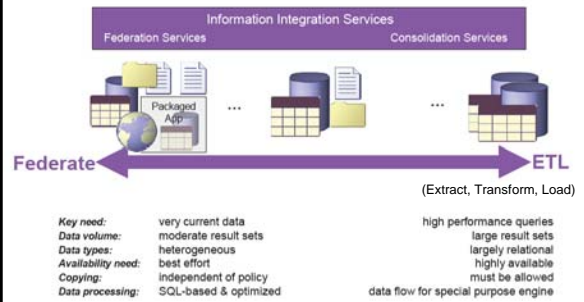 Information Integration Services
Federation Services Consolidation Services
Packaged
App
... ...
Federate ETL
(Extract, Transform, Load)
Key need: very current data high performance queries
Data volume: moderate result sets large result sets
Data types: heterogeneous largely relational
Availability need: best effort highly available
Copying: independent of policy must be allowed
Data processing: SQL-based & optimized data flow for special purpose engine